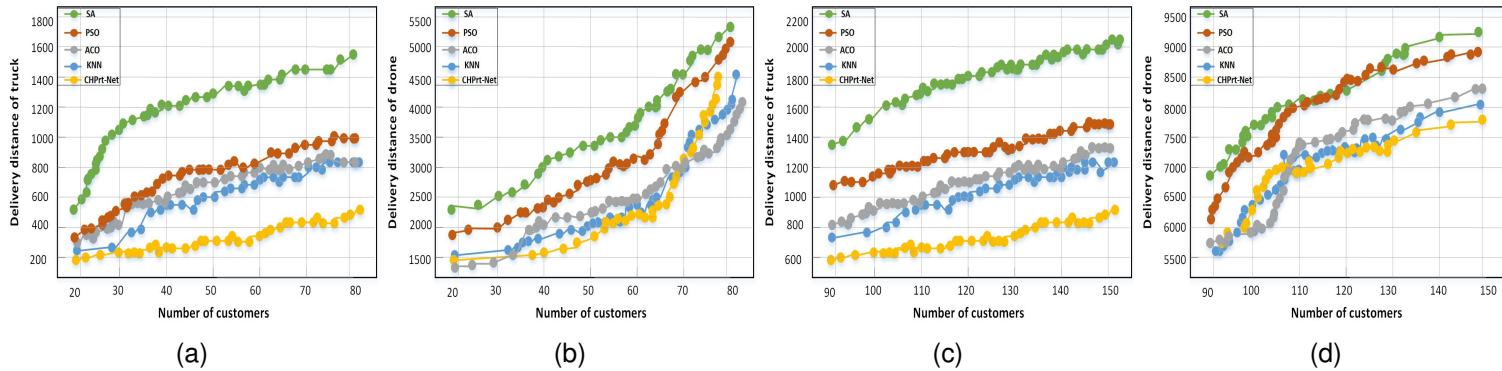 Delivery distance of truck
1800
1600
1400
1200
1000
800
600
400
200
SA
PSO
ACO
KNN
CHPrt-Net
20 30 40 50 60 70 80
Number of customers
(a)
Delivery distance of drone
5000
4500
4000
3500
3000
2500
2000
1500
SA
PSO
ACO
KNN
CHPrt-Net
20 30 40 50 60 70 80
Number of customers
(b)
Delivery distance of truck
2200
2000
1800
1600
1400
1200
1000
800
600
SA
PSO
ACO
KNN
CHPrt-Net
90 100 110 120 130 140 150
Number of customers
(c)
Delivery distance of drone
9500
9000
8500
8000
7500
7000
6500
6000
5500
SA
PSO
ACO
KNN
CHPrt-Net
90 100 110 120 130 140 150
Number of customers
(d)